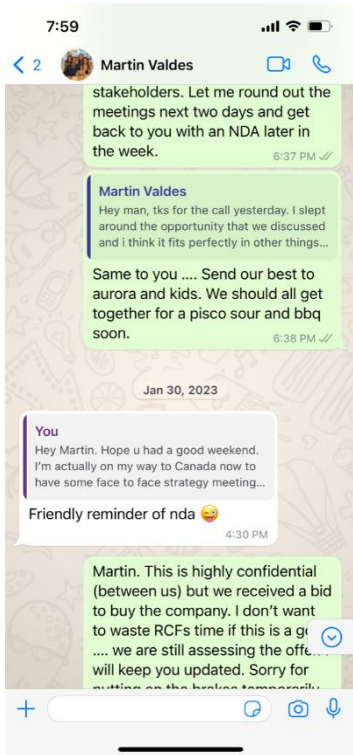 7:59
2
Martin Valdes
stakeholders. Let me round out the
meetings next two days and get
back to you with an NDA later in
the week.
6:37 PM
Martin Valdes
Hey man, tks for the call yesterday. I slept
around the opportunity that we discussed
and i think it fits perfectly in other things...
Same to you .... Send our best to
aurora and kids. We should all get
together for a pisco sour and bbq
soon.
6:38 PM
Jan 30, 2023
You
Hey Martin. Hope u had a good weekend.
I'm actually on my way to Canada now to
have some face to face strategy meeting...
Friendly reminder of nda 😜
4:30 PM
Martin. This is highly confidential
(between us) but we received a bid
to buy the company. I don't want
to waste RCFs time if this is a
.... we are still assessing the
will keep you updated. Sorry for
putting on the brakes temporarily